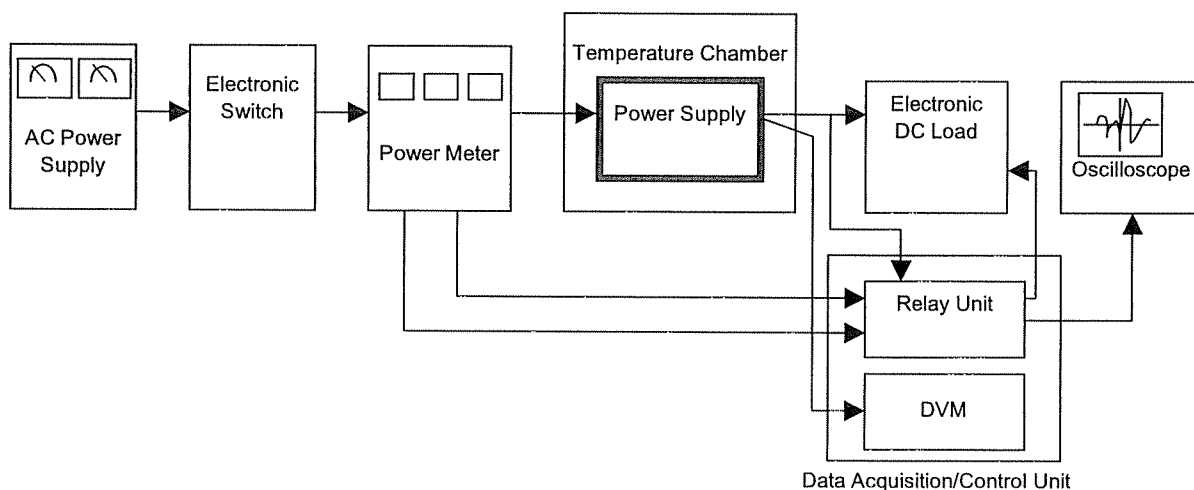 AC Power
Supply
Electronic
Switch
Power Meter
Temperature Chamber
Power Supply
Electronic
DC Load
Oscilloscope
Relay Unit
DVM
Data Acquisition/Control Unit